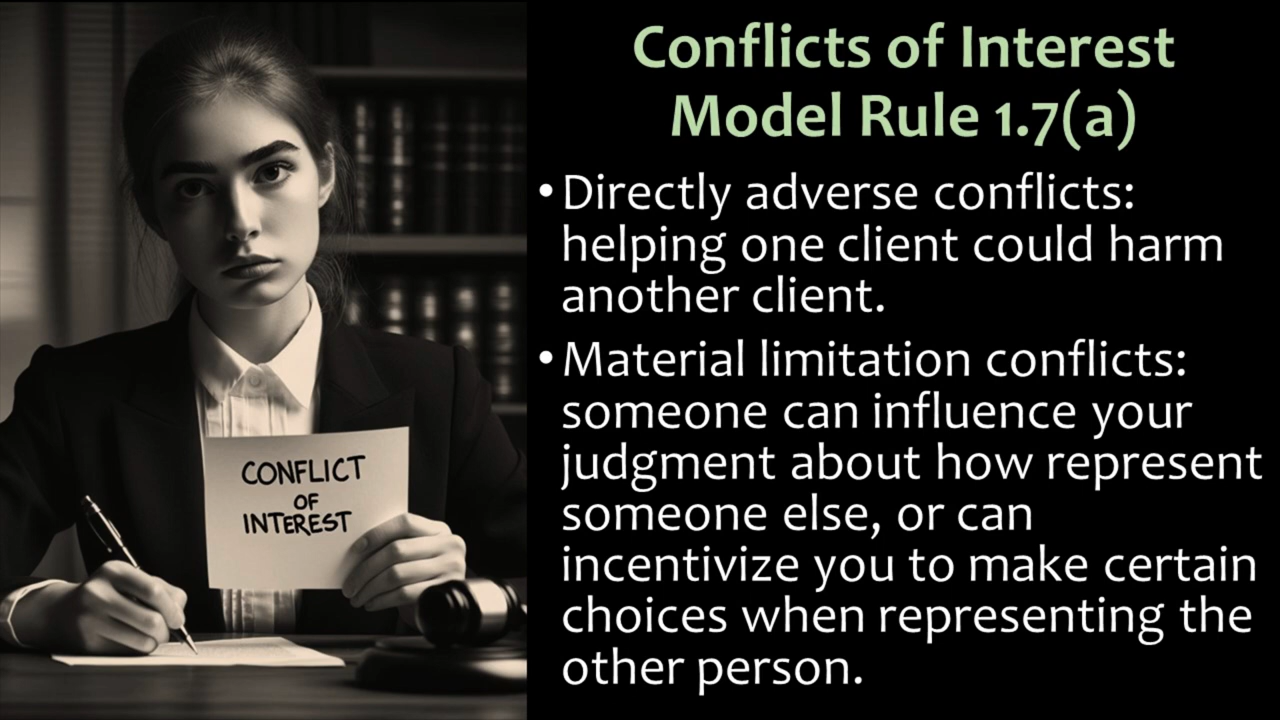 Conflicts of Interest
Model Rule 1.7(a)
•Directly adverse conflicts:
helping one client could harm
another client.
•Material limitation conflicts:
someone can influence your
judgment about how represent
someone else, or can
incentivize you to make certain
choices when representing the
other person.
CONFLICT
OF
INTEREST